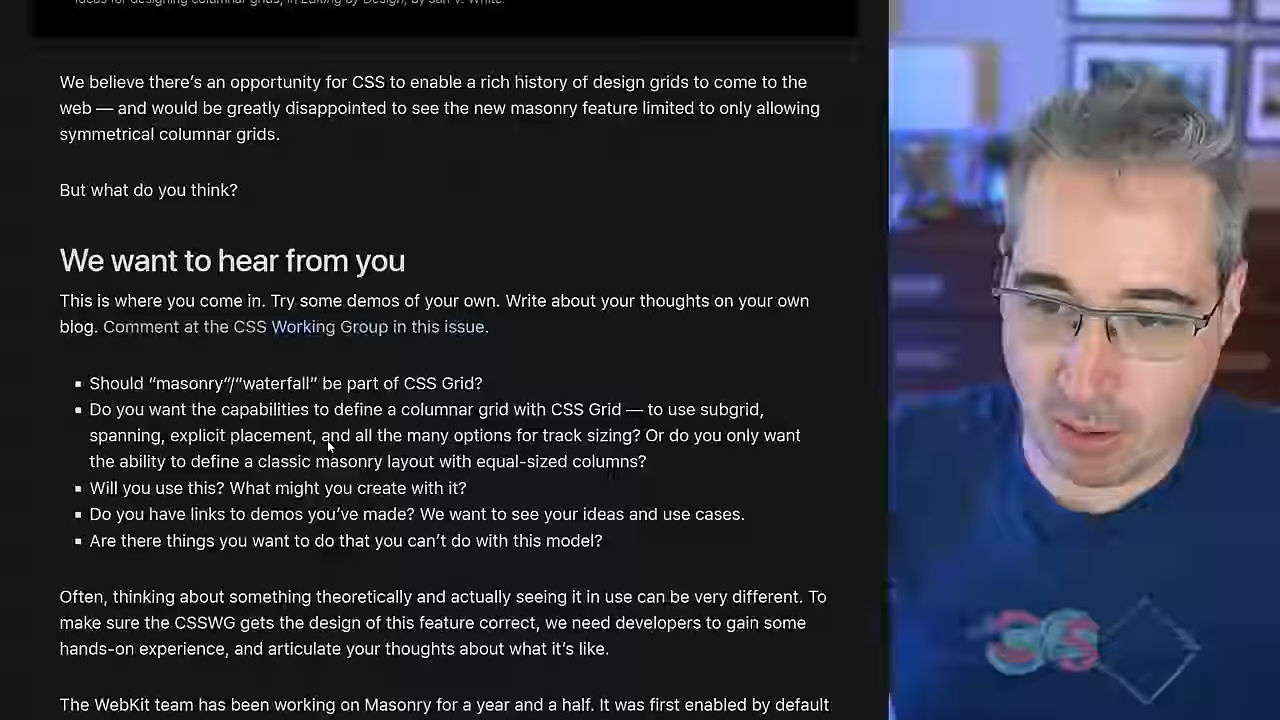 ideas for designing columnar grids, in Editing by Design, by Jan V. White.
We believe there's an opportunity for CSS to enable a rich history of design grids to come to the
web — and would be greatly disappointed to see the new masonry feature limited to only allowing
symmetrical columnar grids.
But what do you think?
We want to hear from you
This is where you come in. Try some demos of your own. Write about your thoughts on your own
blog. Comment at the CSS Working Group in this issue.
Should “masonry“/“waterfall” be part of CSS Grid?
Do you want the capabilities to define a columnar grid with CSS Grid — to use subgrid,
spanning, explicit placement, and all the many options for track sizing? Or do you only want
the ability to define a classic masonry layout with equal-sized columns?
Will you use this? What might you create with it?
Do you have links to demos you’ve made? We want to see your ideas and use cases.
Are there things you want to do that you can’t do with this model?
Often, thinking about something theoretically and actually seeing it in use can be very different. To
make sure the CSSWG gets the design of this feature correct, we need developers to gain some
hands-on experience, and articulate your thoughts about what it’s like.
The WebKit team has been working on Masonry for a year and a half. It was first enabled by default